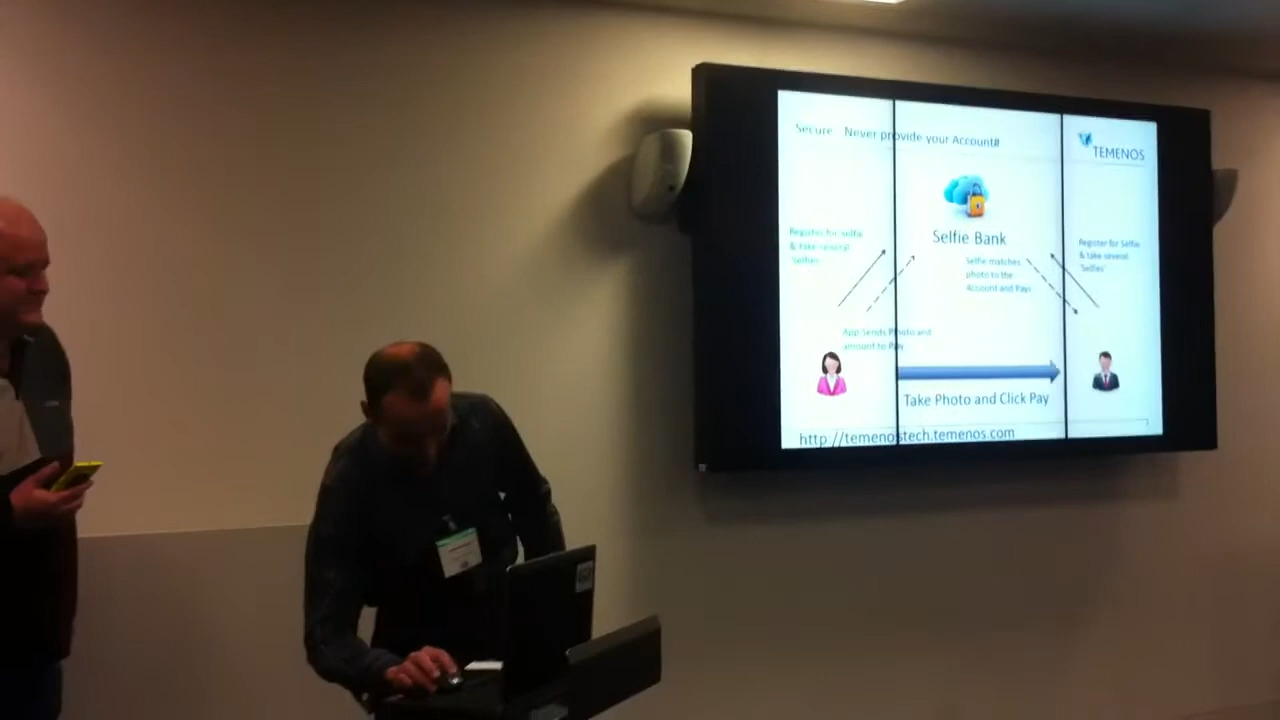 Secure Never provide your Account#
TEMENOS
Selfie Bank
Register for selfie
& take several
'Selfies'
Selfie matches
photo to the
Account and Pays
Register for Selfie
& take several
'Selfies'
App Sends Photo and
amount to Pay
Take Photo and Click Pay
http://temenostech.temenos.com